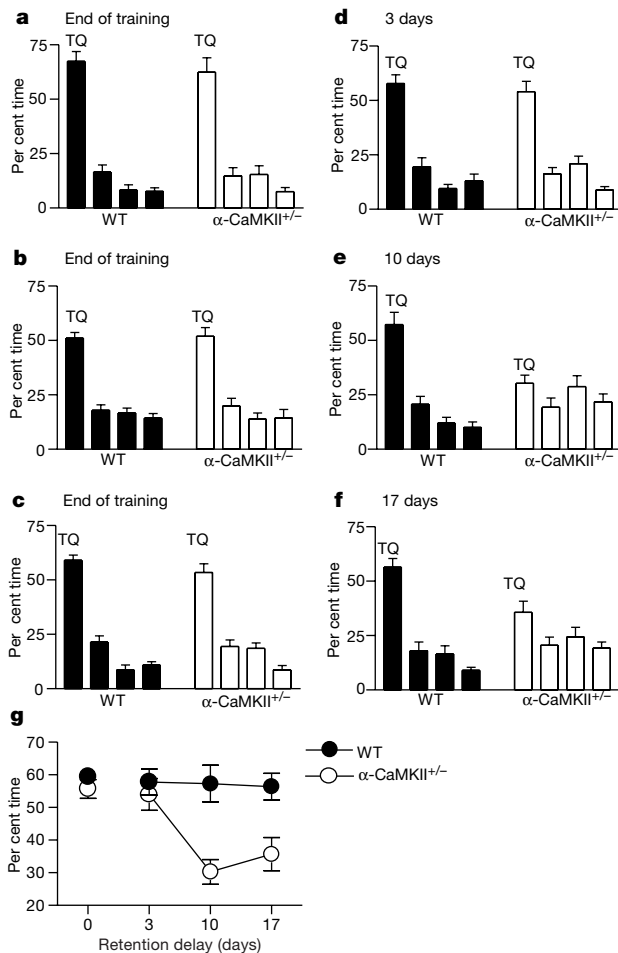 a End of training
75
TQ
TQ
50
25
0
Per cent time
WT
α-CaMKII+/−
d 3 days
75
TQ
TQ
50
25
0
Per cent time
WT
α-CaMKII+/−
b End of training
75
TQ
TQ
50
25
0
Per cent time
WT
α-CaMKII+/−
e 10 days
75
TQ
TQ
50
25
0
Per cent time
WT
α-CaMKII+/−
c End of training
75
TQ
TQ
50
25
0
Per cent time
WT
α-CaMKII+/−
f 17 days
75
TQ
TQ
50
25
0
Per cent time
WT
α-CaMKII+/−
g
70
60
50
40
30
20
Per cent time
0 3 10 17
Retention delay (days)
WT
α-CaMKII+/−